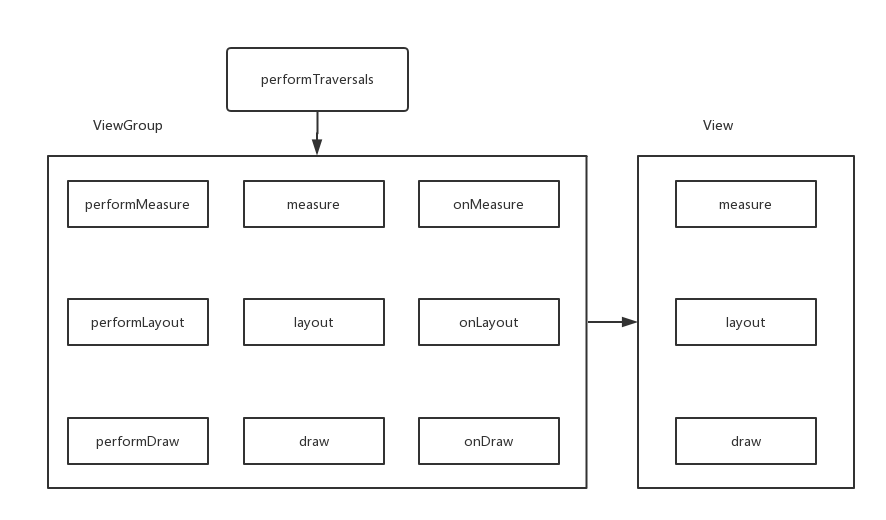 performTraversals
ViewGroup
View
performMeasure
measure
onMeasure
measure
performLayout
layout
onLayout
layout
performDraw
draw
onDraw
draw